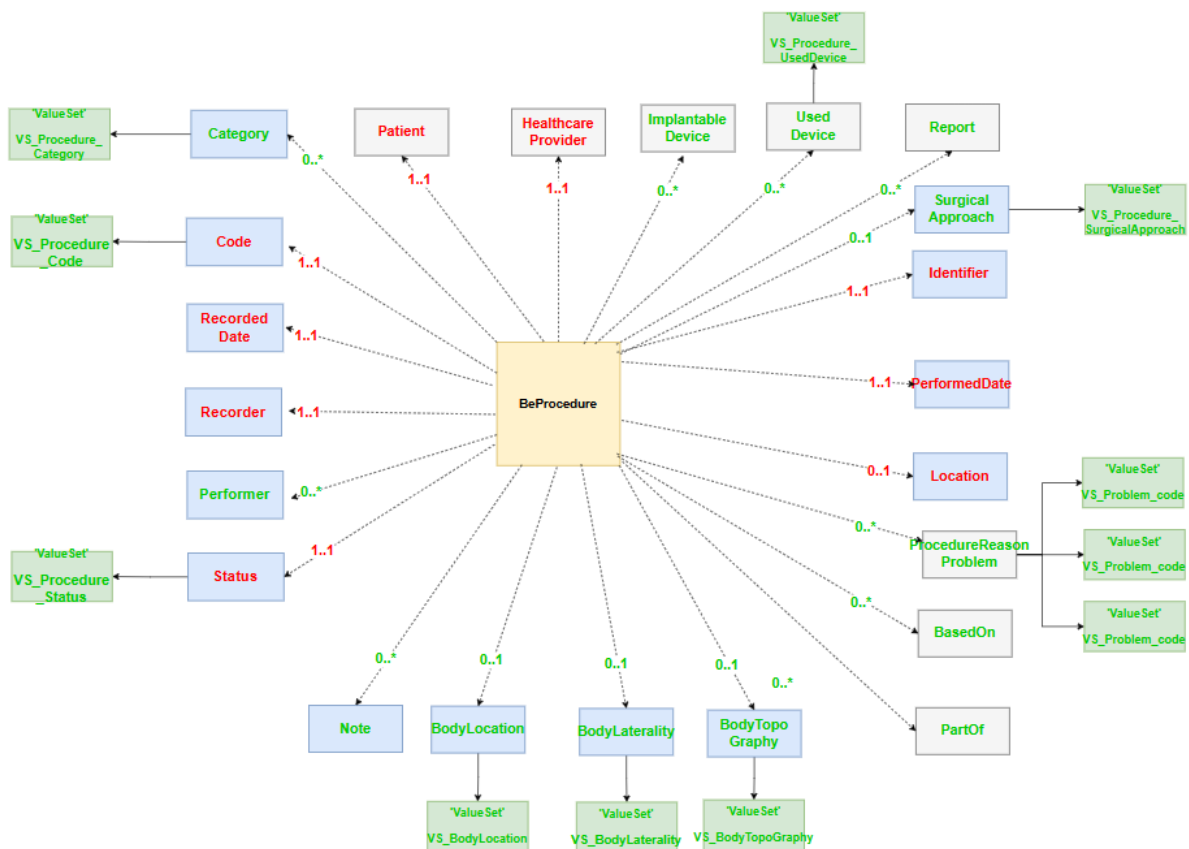 'ValueSet'
VS_Procedure_
UsedDevice
'ValueSet'
VS_Procedure_
Category
Category
0..*
Patient
1..1
Healthcare
Provider
1..1
Implantable
Device
0..*
Used
Device
0..*
Report
0..*
Surgical
Approach
0..1
'ValueSet'
VS_Procedure_
SurgicalApproach
'ValueSet'
VS_Procedure
_Code
Code
1..1
Identifier
1..1
Recorded
Date
1..1
BeProcedure
PerformedDate
1..1
Recorder
1..1
Location
0..1
Performer
0..*
'ValueSet'
VS_Problem_code
ProcedureReason
Problem
0..*
'ValueSet'
VS_Problem_code
'ValueSet'
VS_Problem_code
'ValueSet'
VS_Procedure
_Status
Status
1..1
BasedOn
0..*
0..*
0..1
0..1
0..1
0..*
Note
BodyLocation
BodyLaterality
BodyTopo
Graphy
PartOf
'ValueSet'
VS_BodyLocation
'ValueSet'
VS_BodyLaterality
'ValueSet'
VS_BodyTopoGraphy